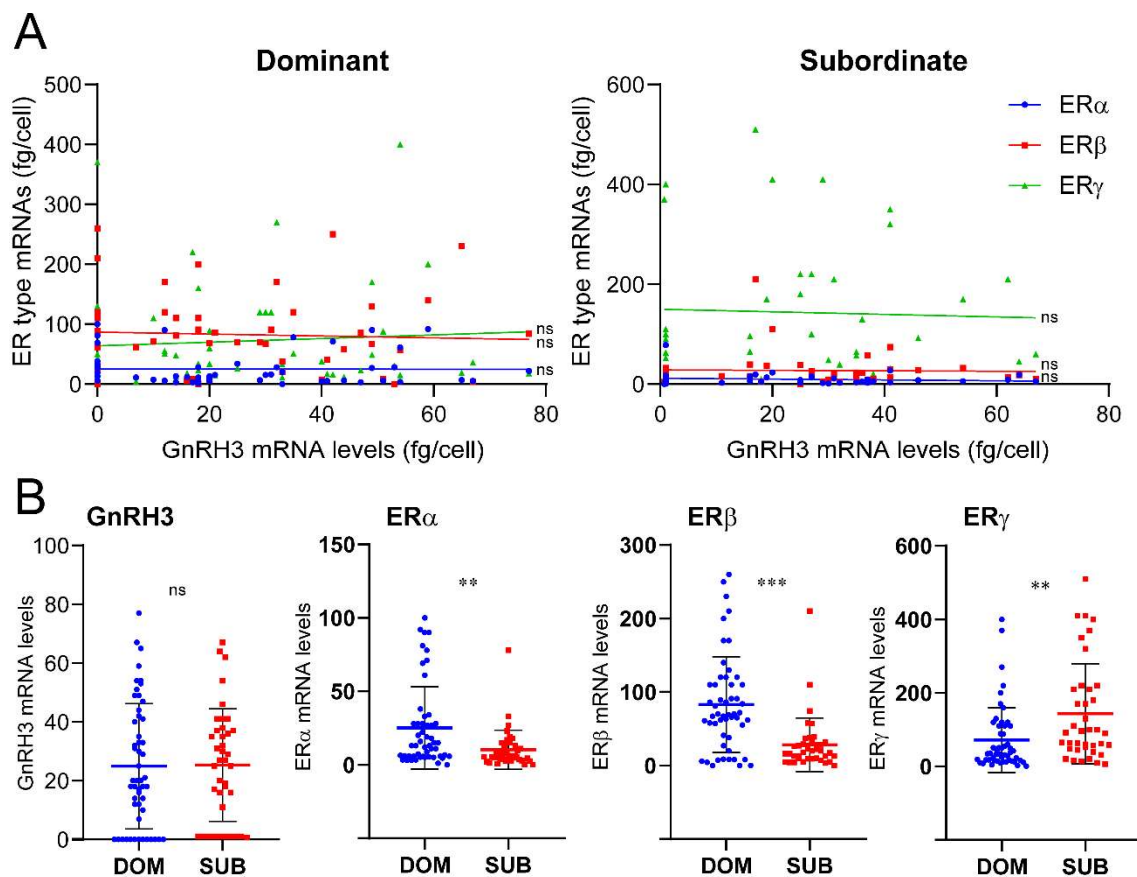 A
Dominant
ER type mRNAs (fg/cell)
500
400
300
200
100
0
ns
ns
ns
0 20 40 60 80
GnRH3 mRNA levels (fg/cell)
Subordinate
ER type mRNAs (fg/cell)
600
400
200
0
ERα
ERβ
ERγ
ns
ns
ns
0 20 40 60 80
GnRH3 mRNA levels (fg/cell)
B
GnRH3
GnRH3 mRNA levels
100
80
60
40
20
0
ns
DOM SUB
ERα
ERα mRNA levels
150
100
50
0
**
DOM SUB
ERβ
ERβ mRNA levels
300
200
100
0
***
DOM SUB
ERγ
ERγ mRNA levels
600
400
200
0
**
DOM SUB